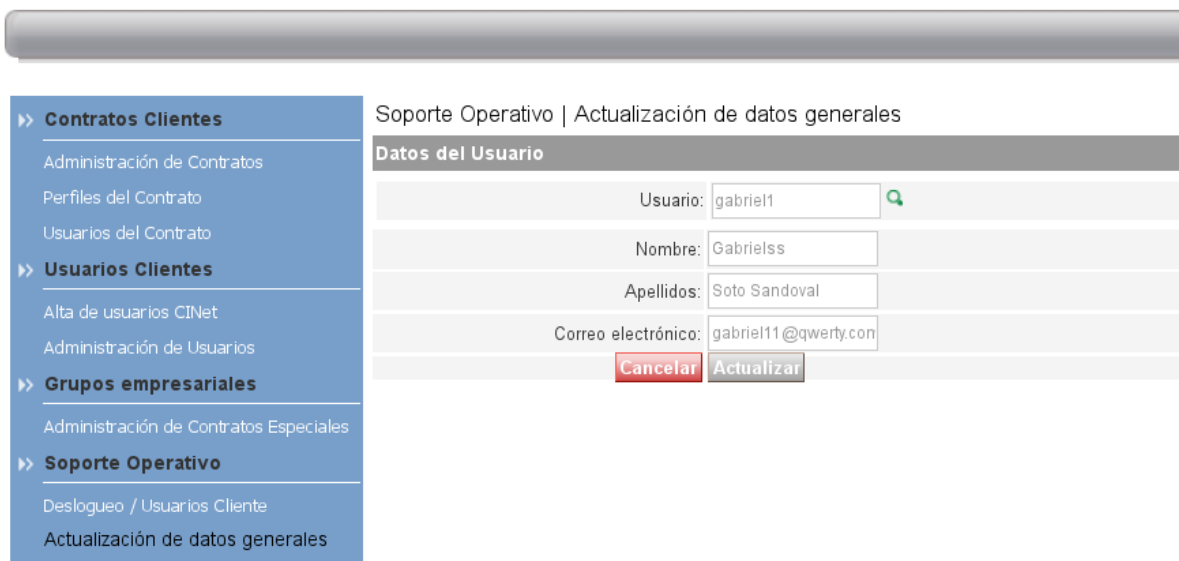 Contratos Clientes
Administración de Contratos
Perfiles del Contrato
Usuarios del Contrato
Usuarios Clientes
Alta de usuarios CINet
Administración de Usuarios
Grupos empresariales
Administración de Contratos Especiales
Soporte Operativo
Deslogueo / Usuarios Cliente
Actualización de datos generales
Soporte Operativo | Actualización de datos generales
Datos del Usuario
Usuario: gabriel1
Nombre: Gabrielss
Apellidos: Soto Sandoval
Correo electrónico: gabriel11@qwerty.com
Cancelar Actualizar